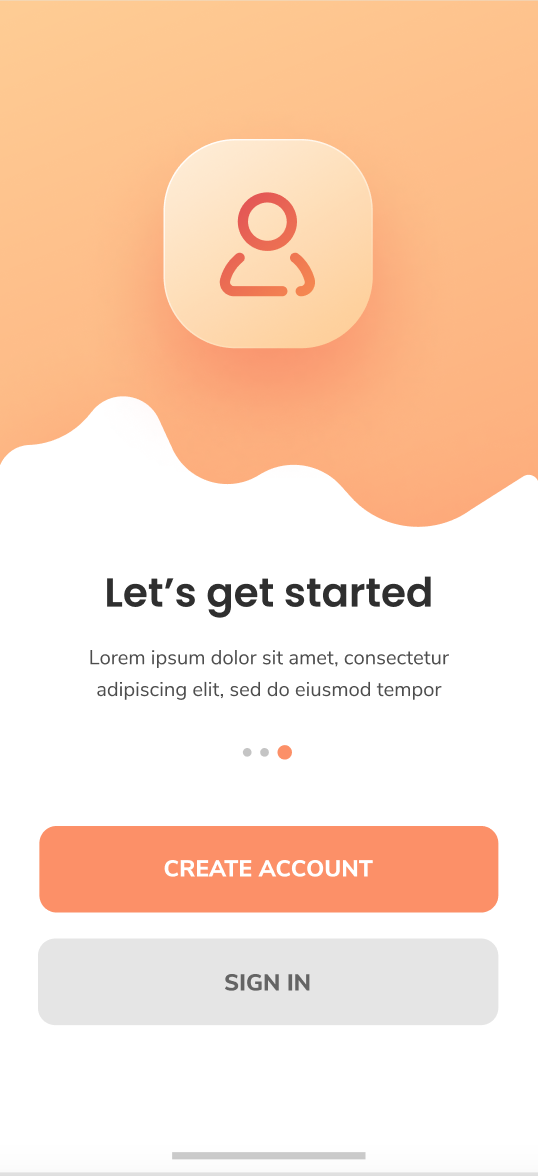 Let’s get started
Lorem ipsum dolor sit amet, consectetur
adipiscing elit, sed do eiusmod tempor
CREATE ACCOUNT
SIGN IN